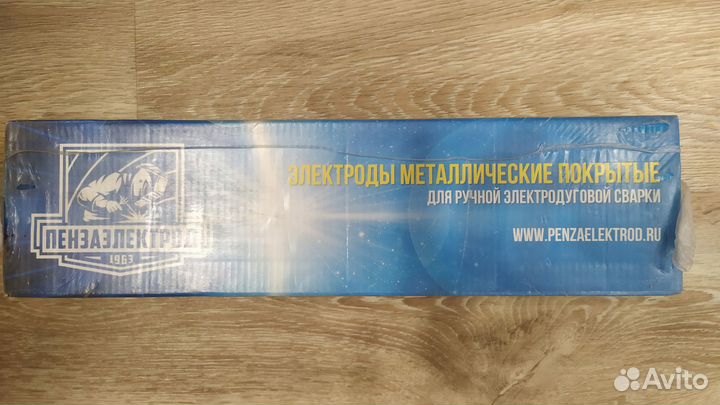 ЭЛЕКТРОДЫ МЕТАЛЛИЧЕСКИЕ ПОКРЫТЫЕ
ДЛЯ РУЧНОЙ ЭЛЕКТРОДУГОВОЙ СВАРКИ
WWW.PENZAELEKTROD.RU
ПЕНЗАЭЛЕКТРОД
1963
Avito